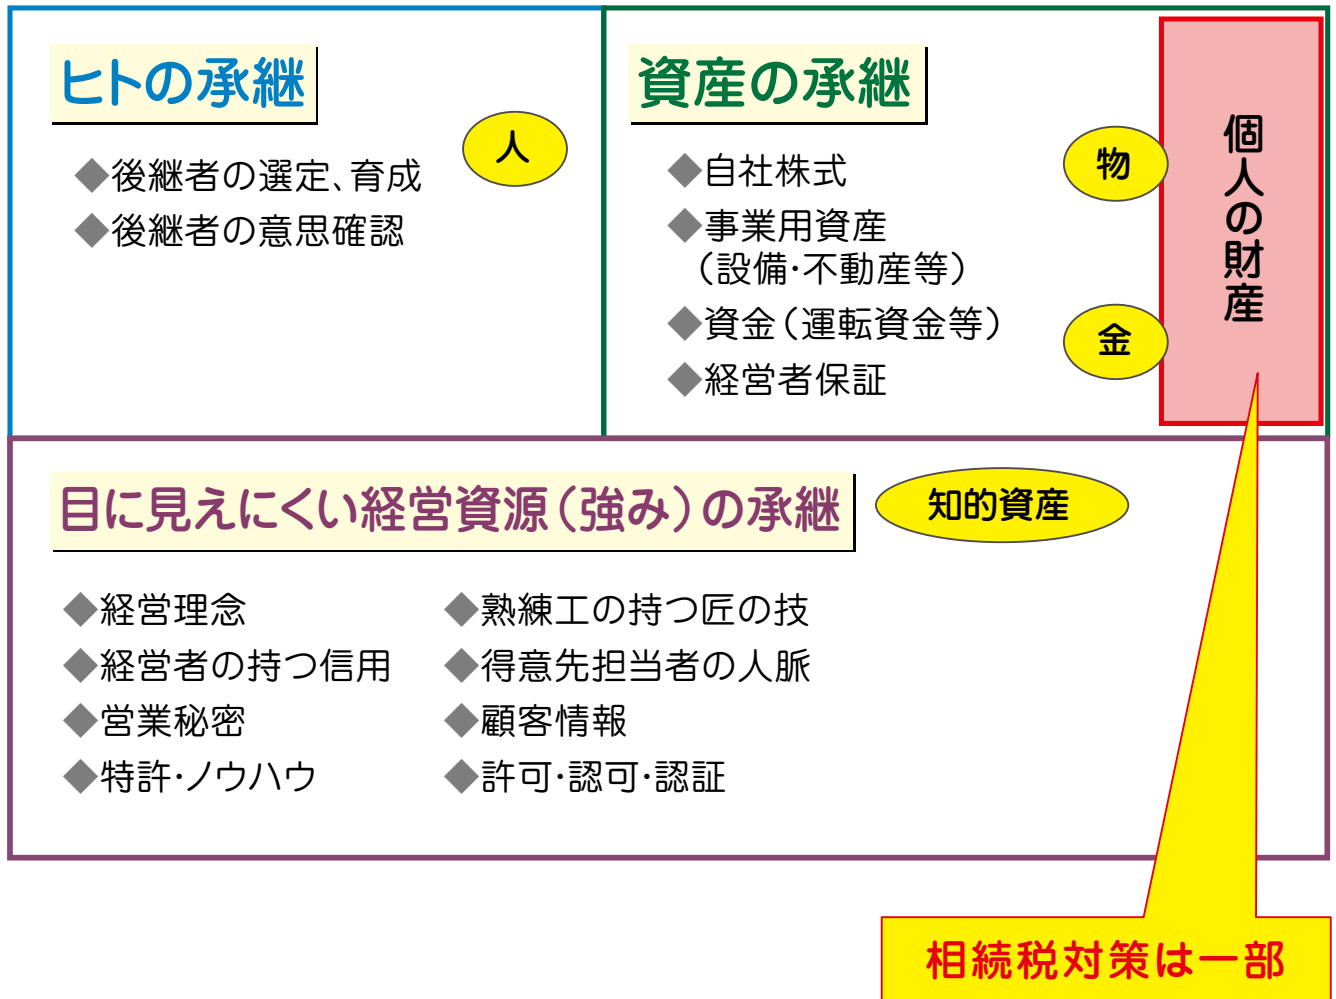 ヒトの承継
人
◆後継者の選定、育成
◆後継者の意思確認
資産の承継
◆自社株式
◆事業用資産
（設備・不動産等）
◆資金（運転資金等）
◆経営者保証
物
金
個人の財産
目に見えにくい経営資源（強み）の承継
知的資産
◆経営理念
◆経営者の持つ信用
◆営業秘密
◆特許・ノウハウ
◆熟練工の持つ匠の技
◆得意先担当者の人脈
◆顧客情報
◆許可・認可・認証
相続税対策は一部